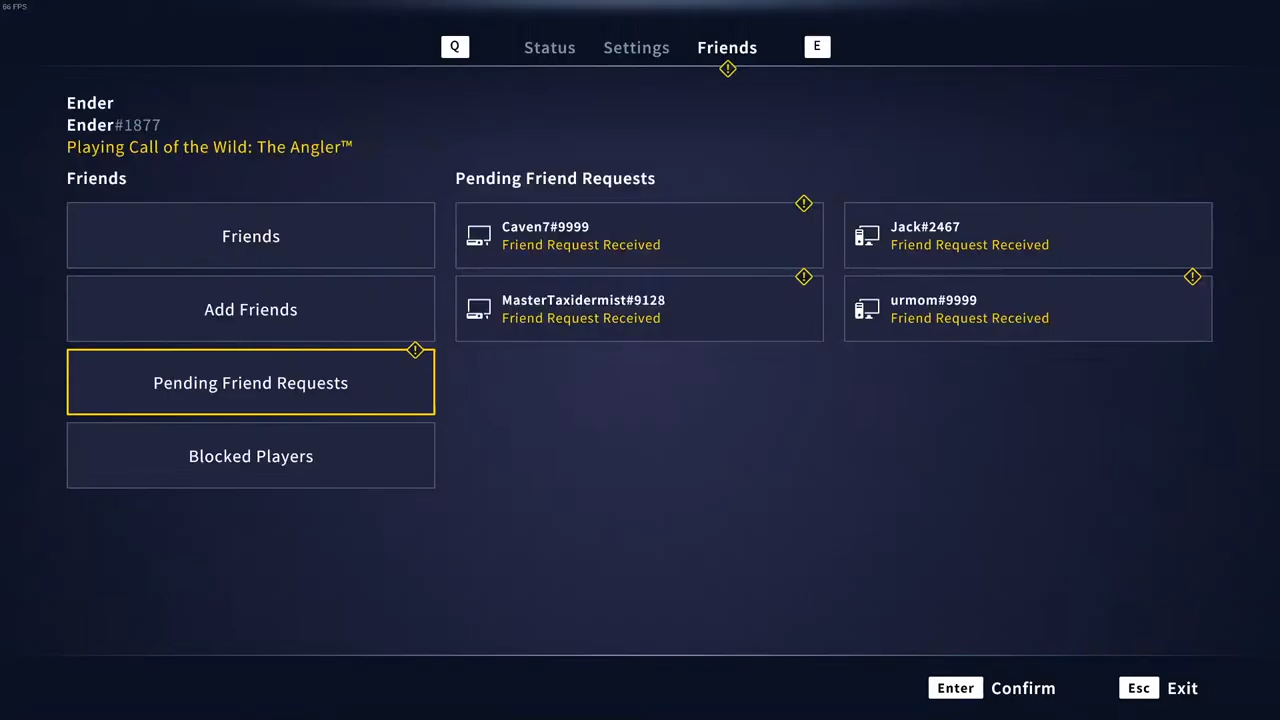 66 FPS
Q Status Settings Friends E
Ender
Ender#1877
Playing Call of the Wild: The Angler™
Friends
Friends
Add Friends
Pending Friend Requests
Blocked Players
Pending Friend Requests
Caven7#9999
Friend Request Received
Jack#2467
Friend Request Received
MasterTaxidermist#9128
Friend Request Received
urmom#9999
Friend Request Received
Enter Confirm Esc Exit